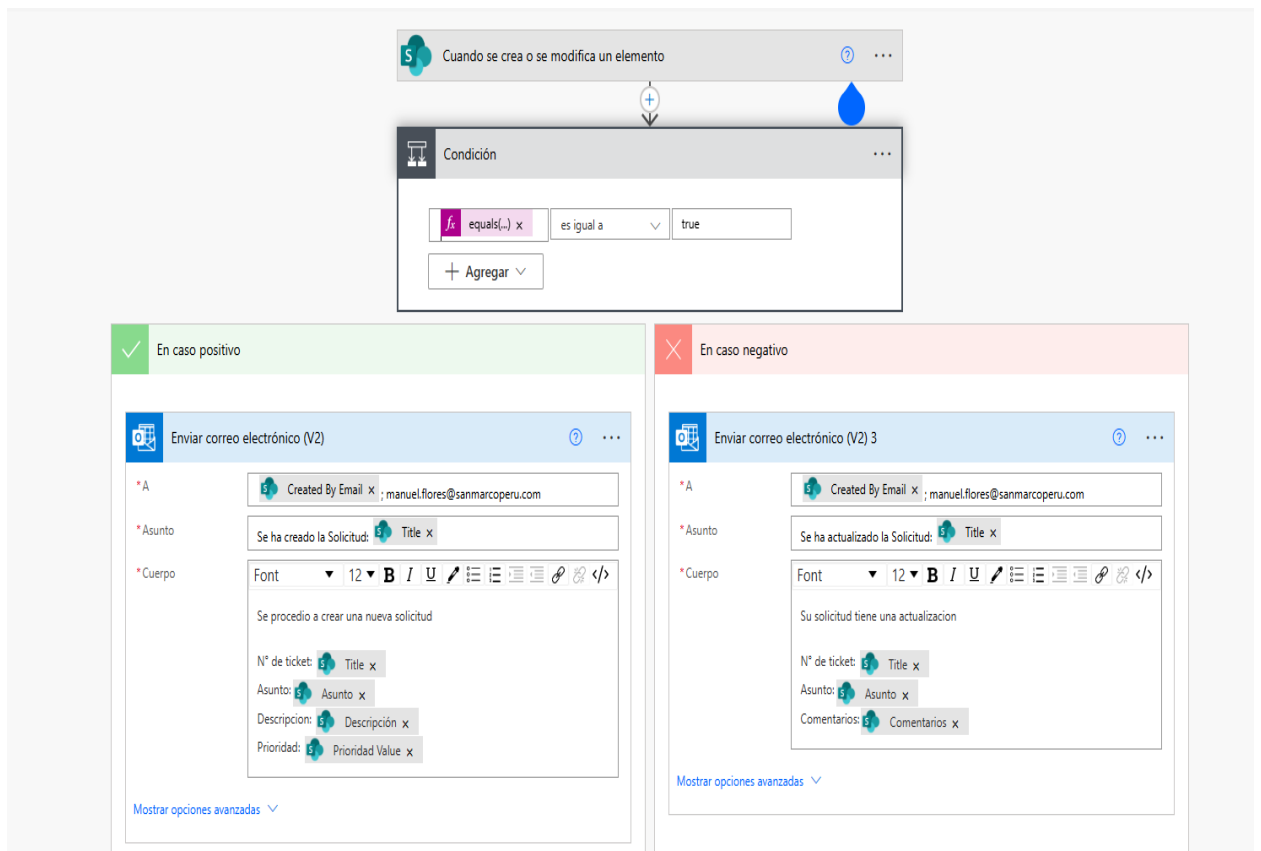 Cuando se crea o se modifica un elemento
Condición
fx equals(...) x es igual a true
+ Agregar
En caso positivo
Enviar correo electrónico (V2)
* A Created By Email x ; manuel.flores@sanmarcoperu.com
* Asunto Se ha creado la Solicitud: Title x
* Cuerpo Font 12 B I U </>
Se procedio a crear una nueva solicitud
N° de ticket: Title x
Asunto: Asunto x
Descripcion: Descripción x
Prioridad: Prioridad Value x
Mostrar opciones avanzadas
En caso negativo
Enviar correo electrónico (V2) 3
* A Created By Email x ; manuel.flores@sanmarcoperu.com
* Asunto Se ha actualizado la Solicitud: Title x
* Cuerpo Font 12 B I U </>
Su solicitud tiene una actualizacion
N° de ticket: Title x
Asunto: Asunto x
Comentarios: Comentarios x
Mostrar opciones avanzadas